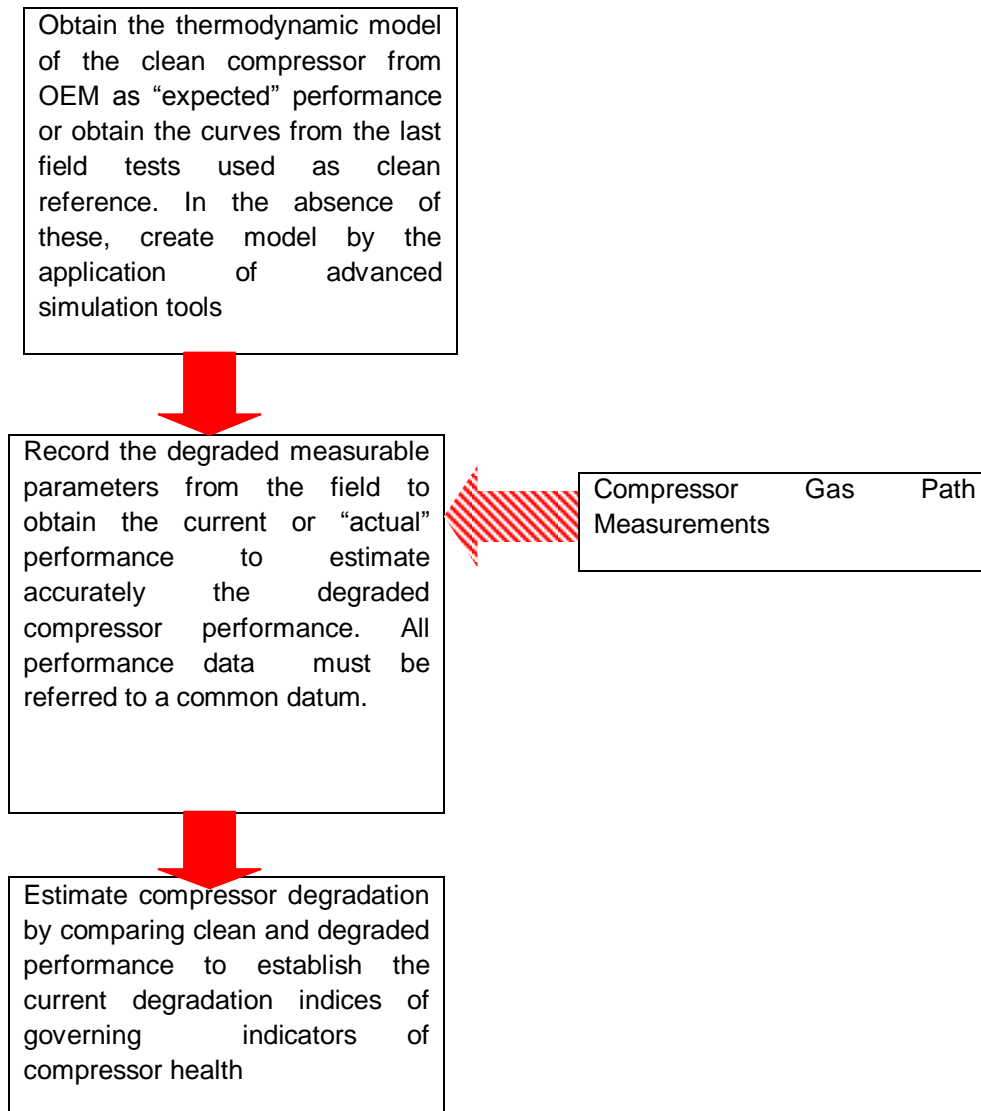 Obtain the thermodynamic model
of the clean compressor from
OEM as “expected” performance
or obtain the curves from the last
field tests used as clean
reference. In the absence of
these, create model by the
application of advanced
simulation tools
Record the degraded measurable
parameters from the field to
obtain the current or “actual”
performance to estimate
accurately the degraded
compressor performance. All
performance data must be
referred to a common datum.
Compressor Gas Path
Measurements
Estimate compressor degradation
by comparing clean and degraded
performance to establish the
current degradation indices of
governing indicators of
compressor health